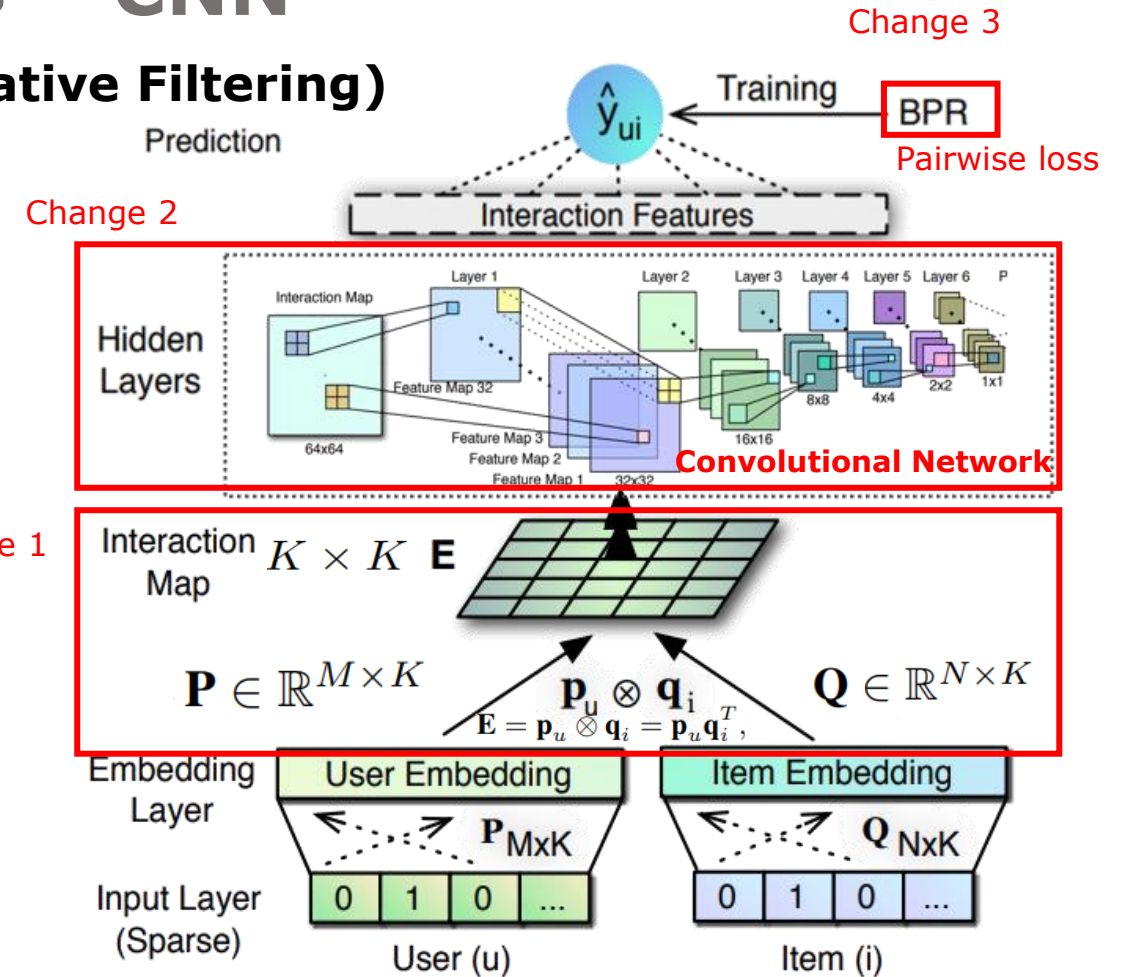 CNN
ative Filtering)
Change 3
Prediction
ŷ_ui
Training
BPR
Pairwise loss
Change 2
Interaction Features
Hidden
Layers
Interaction Map
64x64
Layer 1
Feature Map 32
Feature Map 3
Feature Map 2
Feature Map 1
32x32
Layer 2
16x16
Layer 3
8x8
Layer 4
4x4
Layer 5
2x2
Layer 6
1x1
P
Convolutional Network
e 1
Interaction
Map
K × K E
P ∈ ℝ^{M×K}
p_u ⊗ q_i
E = p_u ⊗ q_i = p_u q_i^T,
Q ∈ ℝ^{N×K}
Embedding
Layer
User Embedding
Item Embedding
P MxK
Q NxK
Input Layer
(Sparse)
0 1 0 ...
0 1 0 ...
User (u)
Item (i)